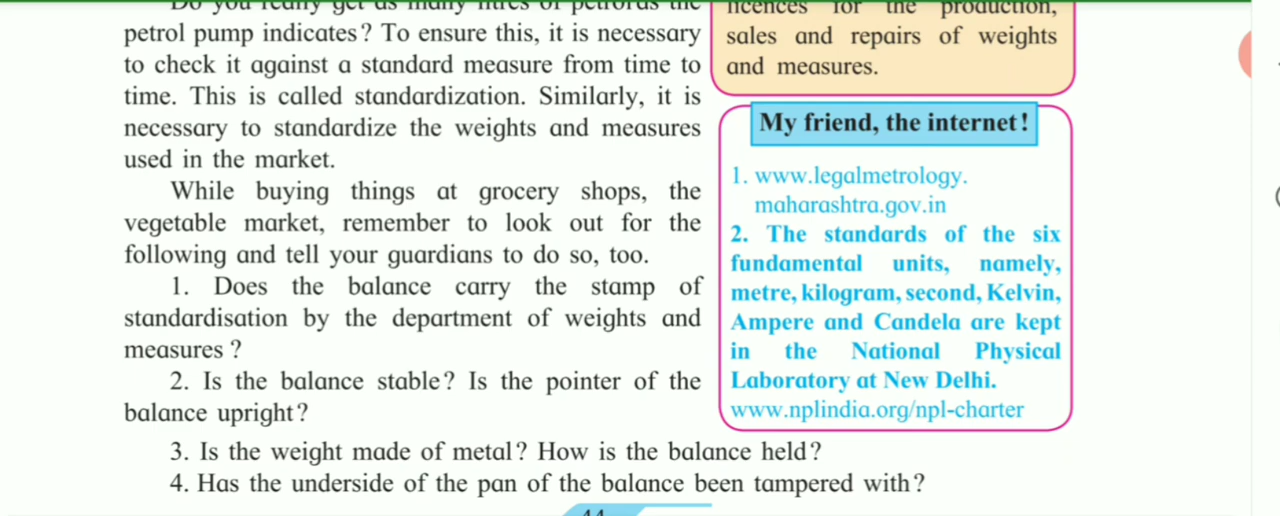 petrol pump indicates? To ensure this, it is necessary
to check it against a standard measure from time to
time. This is called standardization. Similarly, it is
necessary to standardize the weights and measures
used in the market.
While buying things at grocery shops, the
vegetable market, remember to look out for the
following and tell your guardians to do so, too.
1. Does the balance carry the stamp of
standardisation by the department of weights and
measures ?
2. Is the balance stable? Is the pointer of the
balance upright?
3. Is the weight made of metal? How is the balance held?
4. Has the underside of the pan of the balance been tampered with?
licences for the production,
sales and repairs of weights
and measures.
My friend, the internet!
1. www.legalmetrology.
maharashtra.gov.in
2. The standards of the six
fundamental units, namely,
metre, kilogram, second, Kelvin,
Ampere and Candela are kept
in the National Physical
Laboratory at New Delhi.
www.nplindia.org/npl-charter